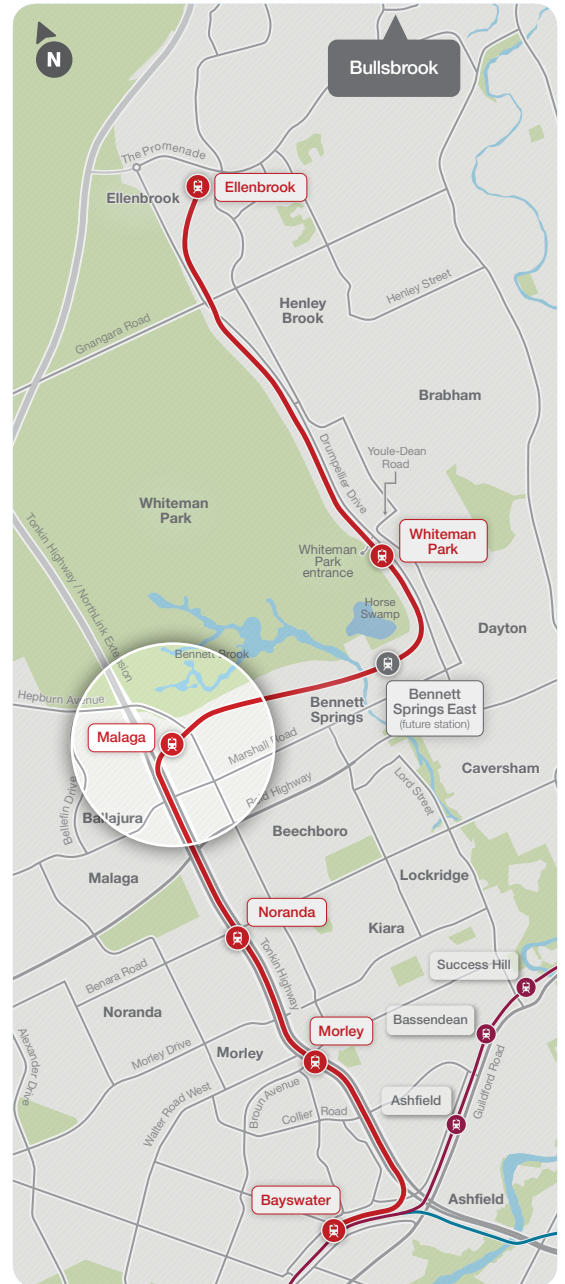 N
Bullsbrook
The Promenade
Ellenbrook
Ellenbrook
Henley
Brook
Henley Street
Gnangara Road
Brabham
Drumpellier Drive
Youle-Dean
Road
Whiteman
Park
Whiteman
Park
Whiteman
Park
entrance
Tonkin Highway / NorthLink Extension
Horse
Swamp
Dayton
Bennett Brook
Hepburn Avenue
Bennett
Springs
Bennett
Springs East
(future station)
Malaga
Marshall Road
Caversham
Reid Highway
Lord Street
Bellefin Drive
Ballajura
Beechboro
Malaga
Lockridge
Noranda
Kiara
Tonkin Highway
Success Hill
Benara Road
Noranda
Bassendean
Morley
Morley Drive
Morley
Alexander Drive
Guildford Road
Walter Road West
Broun Avenue
Collier Road
Ashfield
Bayswater
Ashfield